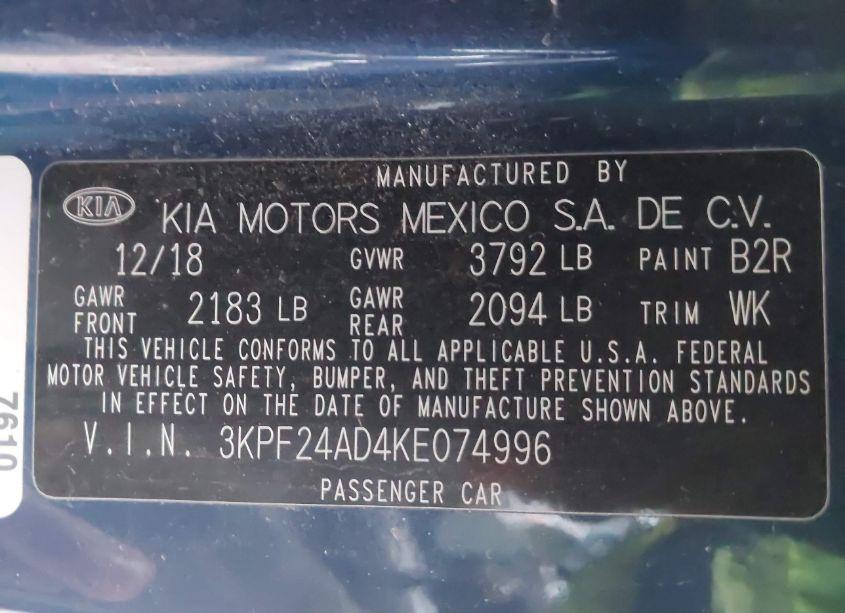 MANUFACTURED BY
KIA KIA MOTORS MEXICO S.A. DE C.V.
12/18 GVWR 3792 LB PAINT B2R
GAWR FRONT 2183 LB GAWR REAR 2094 LB TRIM WK
THIS VEHICLE CONFORMS TO ALL APPLICABLE U.S.A. FEDERAL
MOTOR VEHICLE SAFETY, BUMPER, AND THEFT PREVENTION STANDARDS
IN EFFECT ON THE DATE OF MANUFACTURE SHOWN ABOVE.
V.I.N. 3KPF24AD4KE074996
PASSENGER CAR
7610